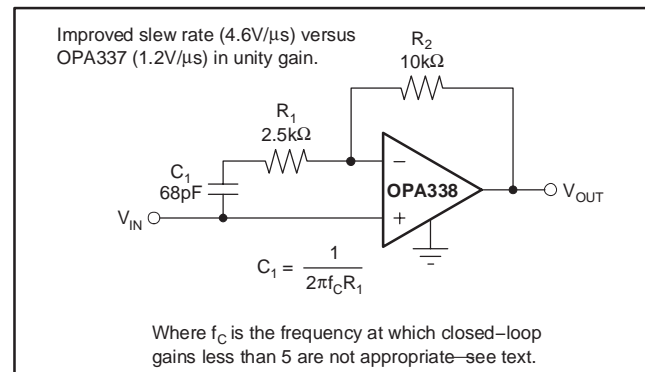 Improved slew rate (4.6V/µs) versus
OPA337 (1.2V/µs) in unity gain.
R2
10kΩ
R1
2.5kΩ
C1
68pF
−
OPA338
+
VIN
VOUT
C1 = 1 / 2πfCR1
Where fC is the frequency at which closed−loop
gains less than 5 are not appropriate—see text.